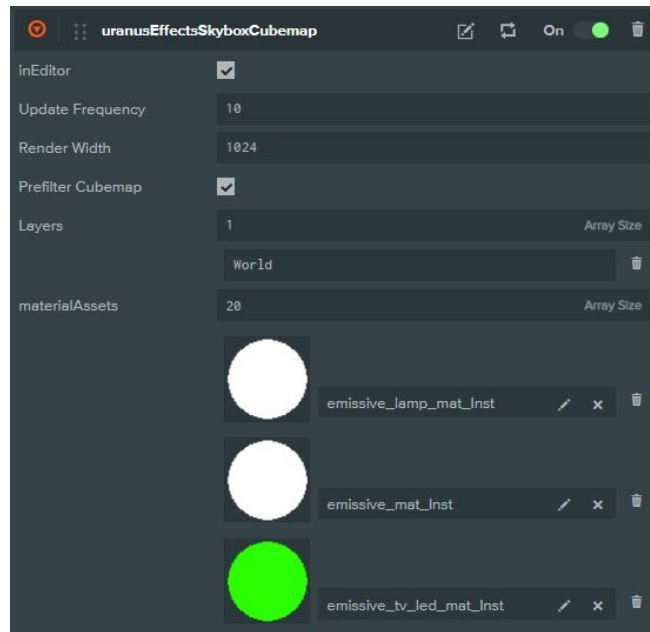 uranusEffectsSkyboxCubemap On
inEditor
Update Frequency 10
Render Width 1024
Prefilter Cubemap
Layers 1 Array Size
World
materialAssets 20 Array Size
emissive_lamp_mat_Inst
emissive_mat_Inst
emissive_tv_led_mat_Inst